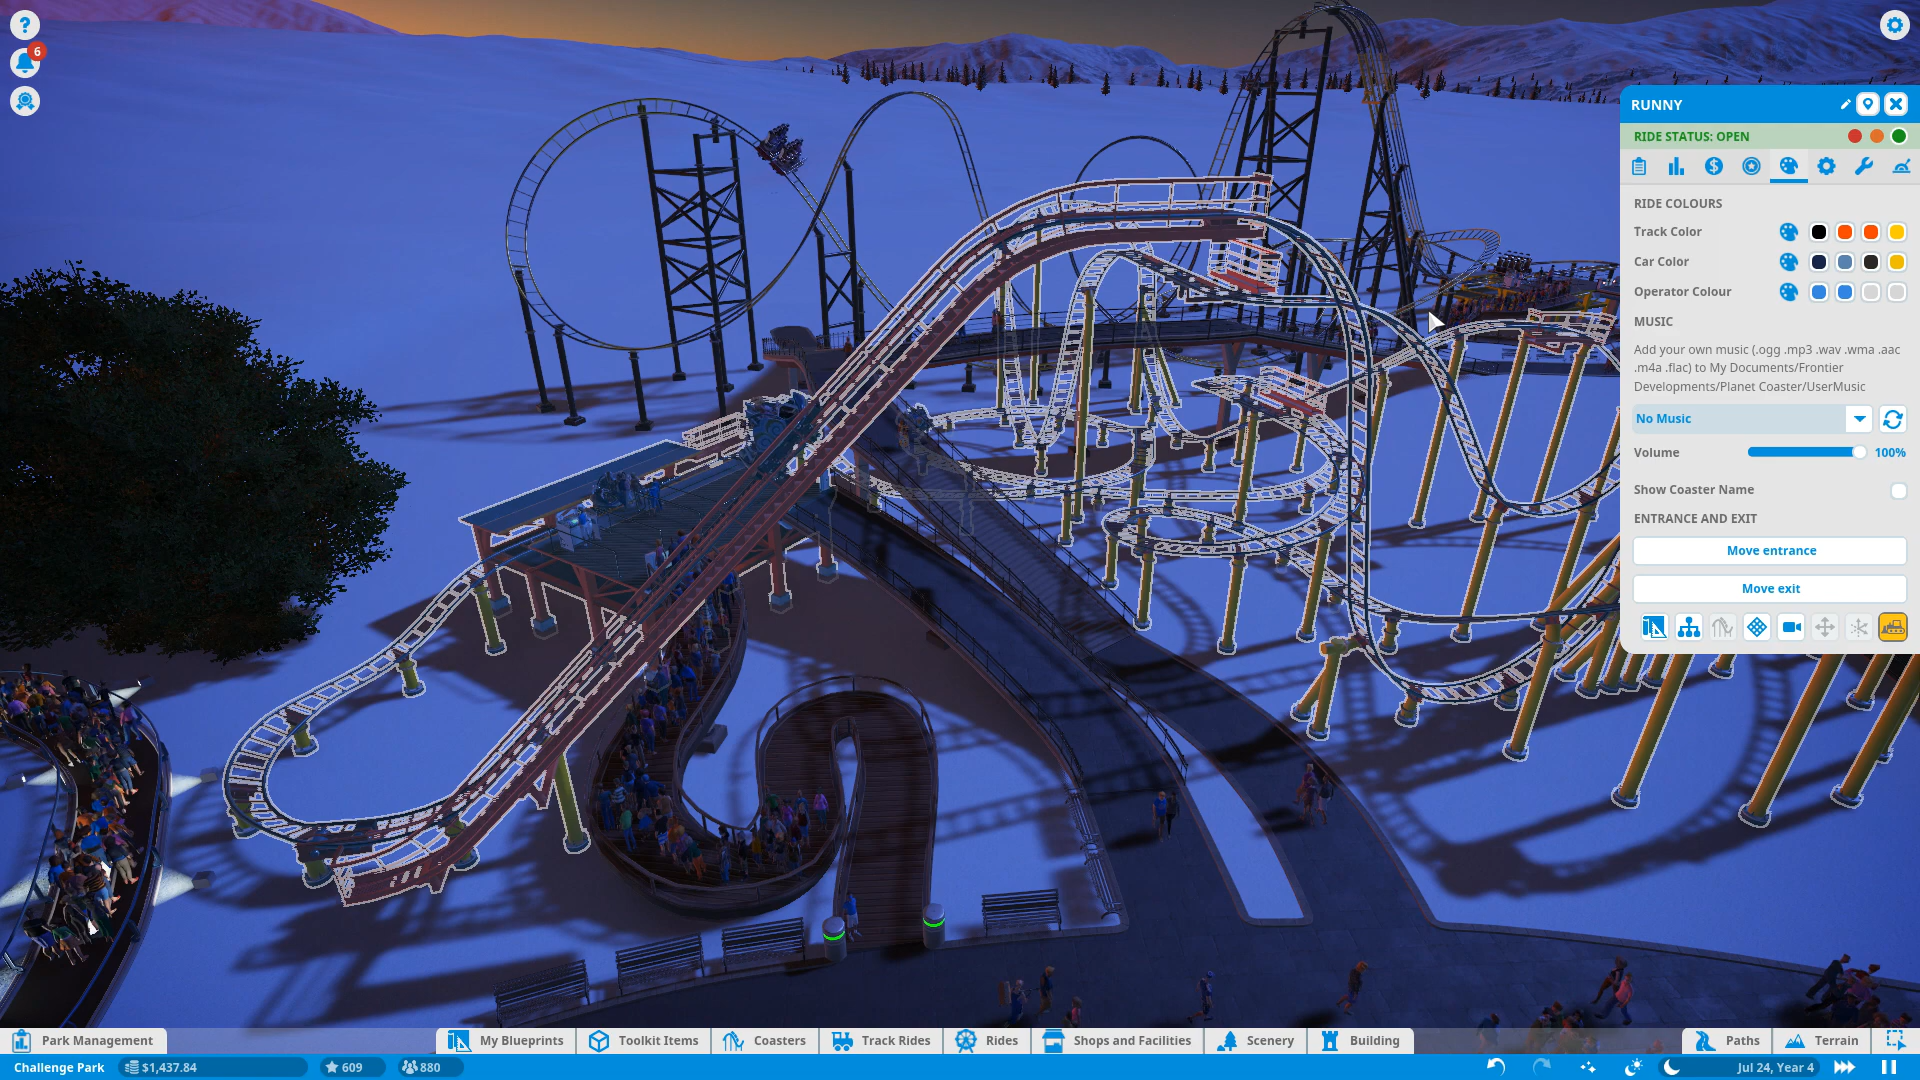 ?
6
RUNNY
RIDE STATUS: OPEN
RIDE COLOURS
Track Color
Car Color
Operator Colour
MUSIC
Add your own music (.ogg .mp3 .wav .wma .aac
.m4a .flac) to My Documents/Frontier
Developments/Planet Coaster/UserMusic
No Music
Volume 100%
Show Coaster Name
ENTRANCE AND EXIT
Move entrance
Move exit
Park Management My Blueprints Toolkit Items Coasters Track Rides Rides Shops and Facilities Scenery Building Paths Terrain
Challenge Park $1,437.84 609 880 Jul 24, Year 4